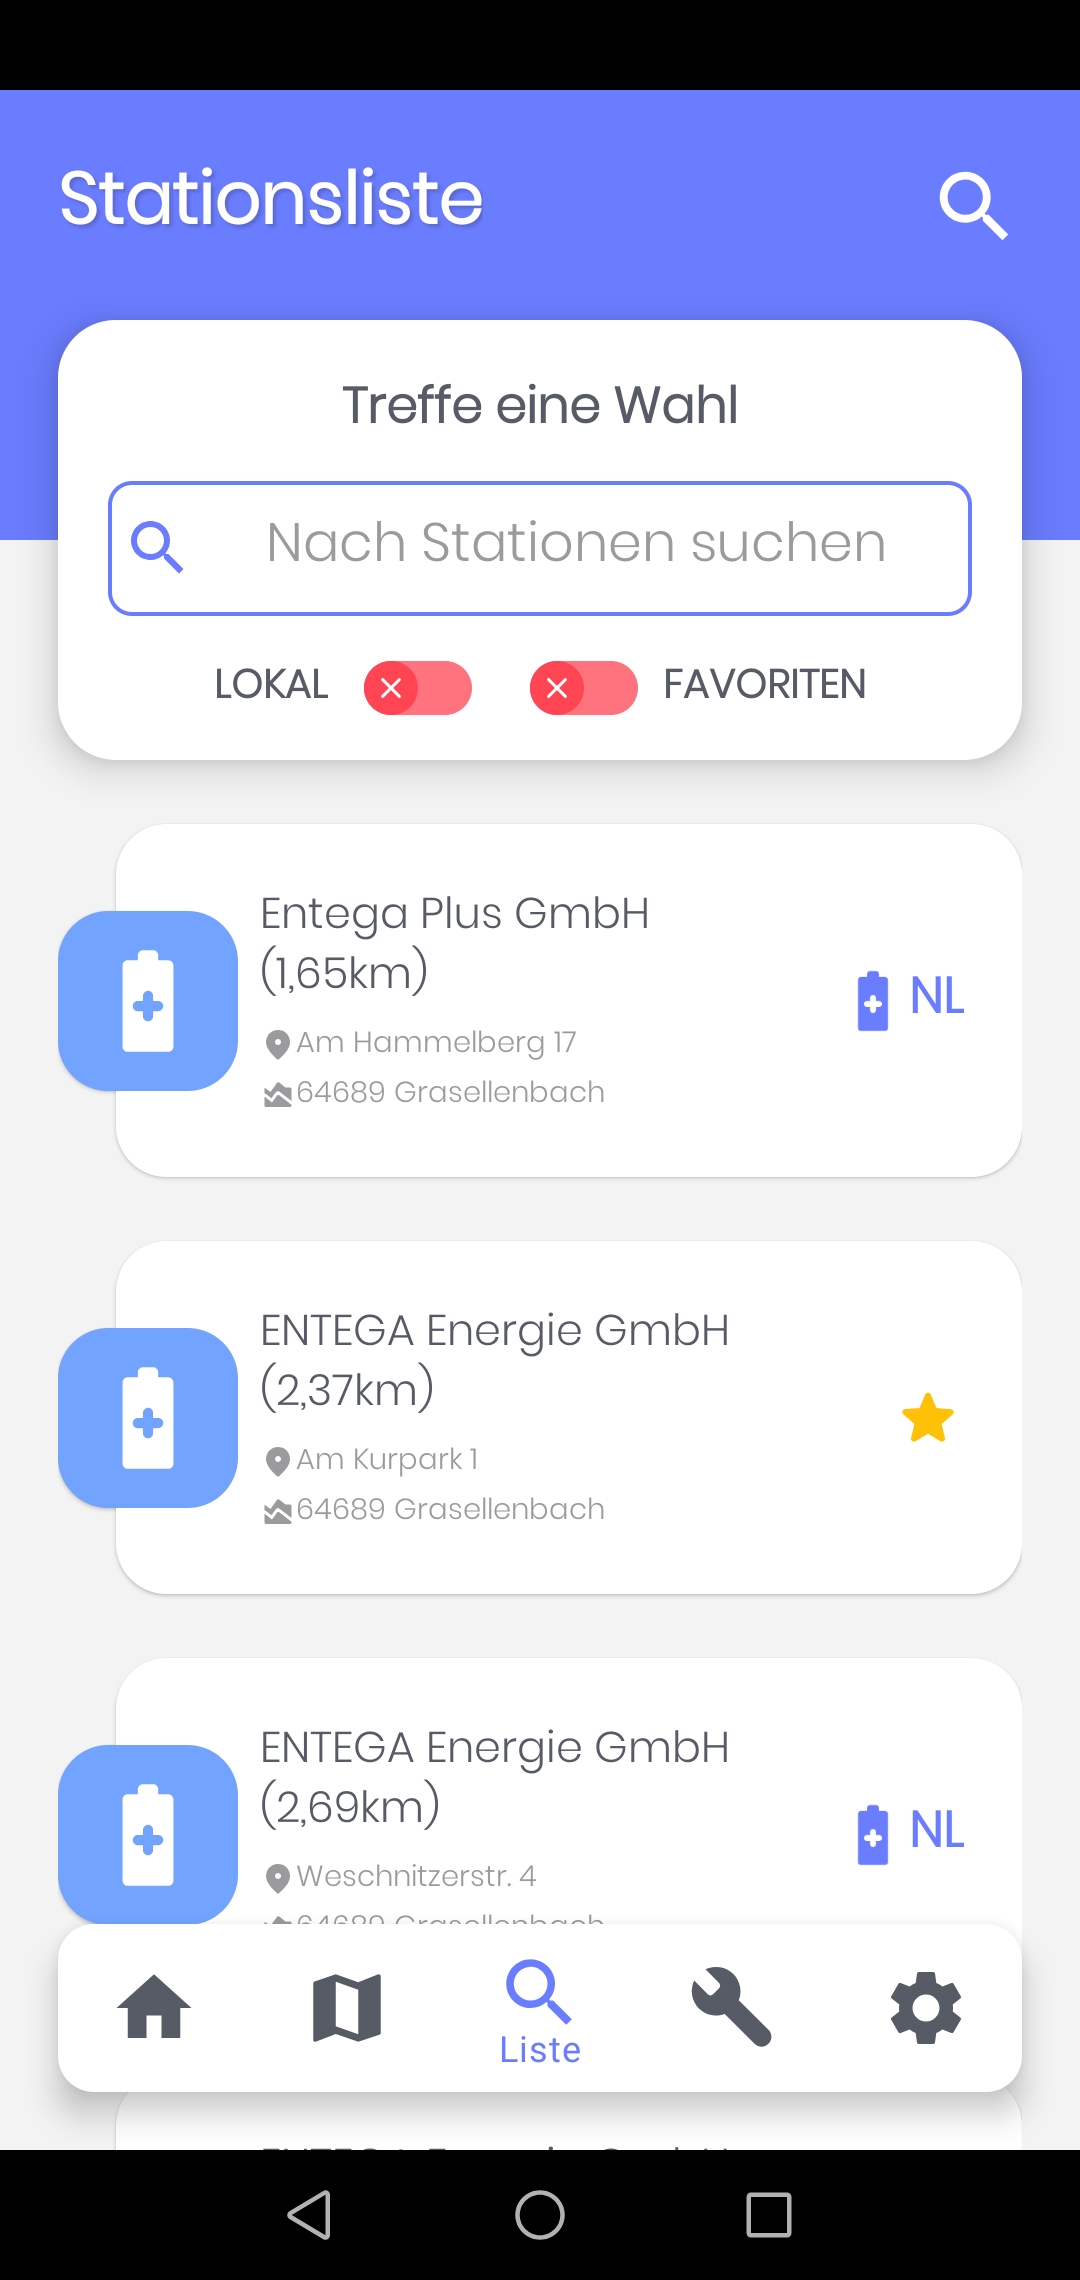 Stationsliste
Treffe eine Wahl
Nach Stationen suchen
LOKAL
FAVORITEN
Entega Plus GmbH
(1,65km)
NL
Am Hammelberg 17
64689 Grasellenbach
ENTEGA Energie GmbH
(2,37km)
Am Kurpark 1
64689 Grasellenbach
ENTEGA Energie GmbH
(2,69km)
NL
Weschnitzerstr. 4
64689 Grasellenbach
Liste